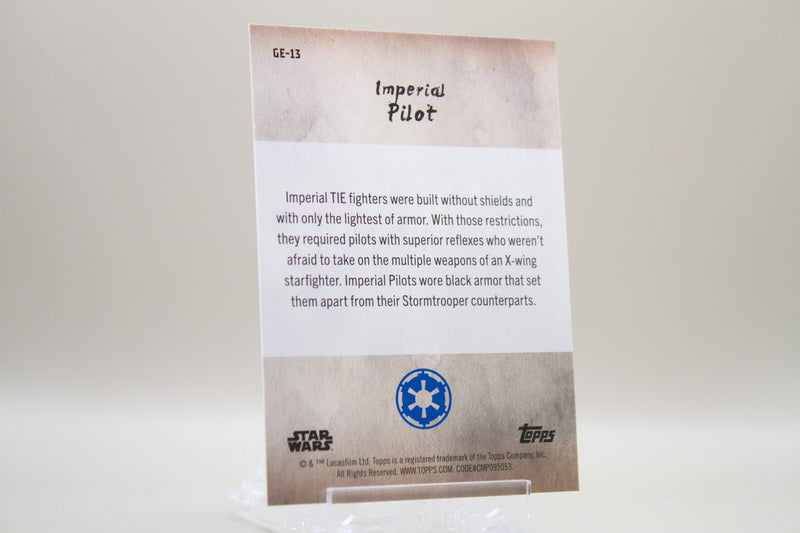 GE-13
Imperial
Pilot
Imperial TIE fighters were built without shields and
with only the lightest of armor. With those restrictions,
they required pilots with superior reflexes who weren't
afraid to take on the multiple weapons of an X-wing
starfighter. Imperial Pilots wore black armor that set
them apart from their Stormtrooper counterparts.
STAR
WARS
Topps
© & ™ Lucasfilm Ltd. Topps is a registered trademark of the Topps Company, Inc.
All Rights Reserved. WWW.TOPPS.COM. CODE#CMP095053.